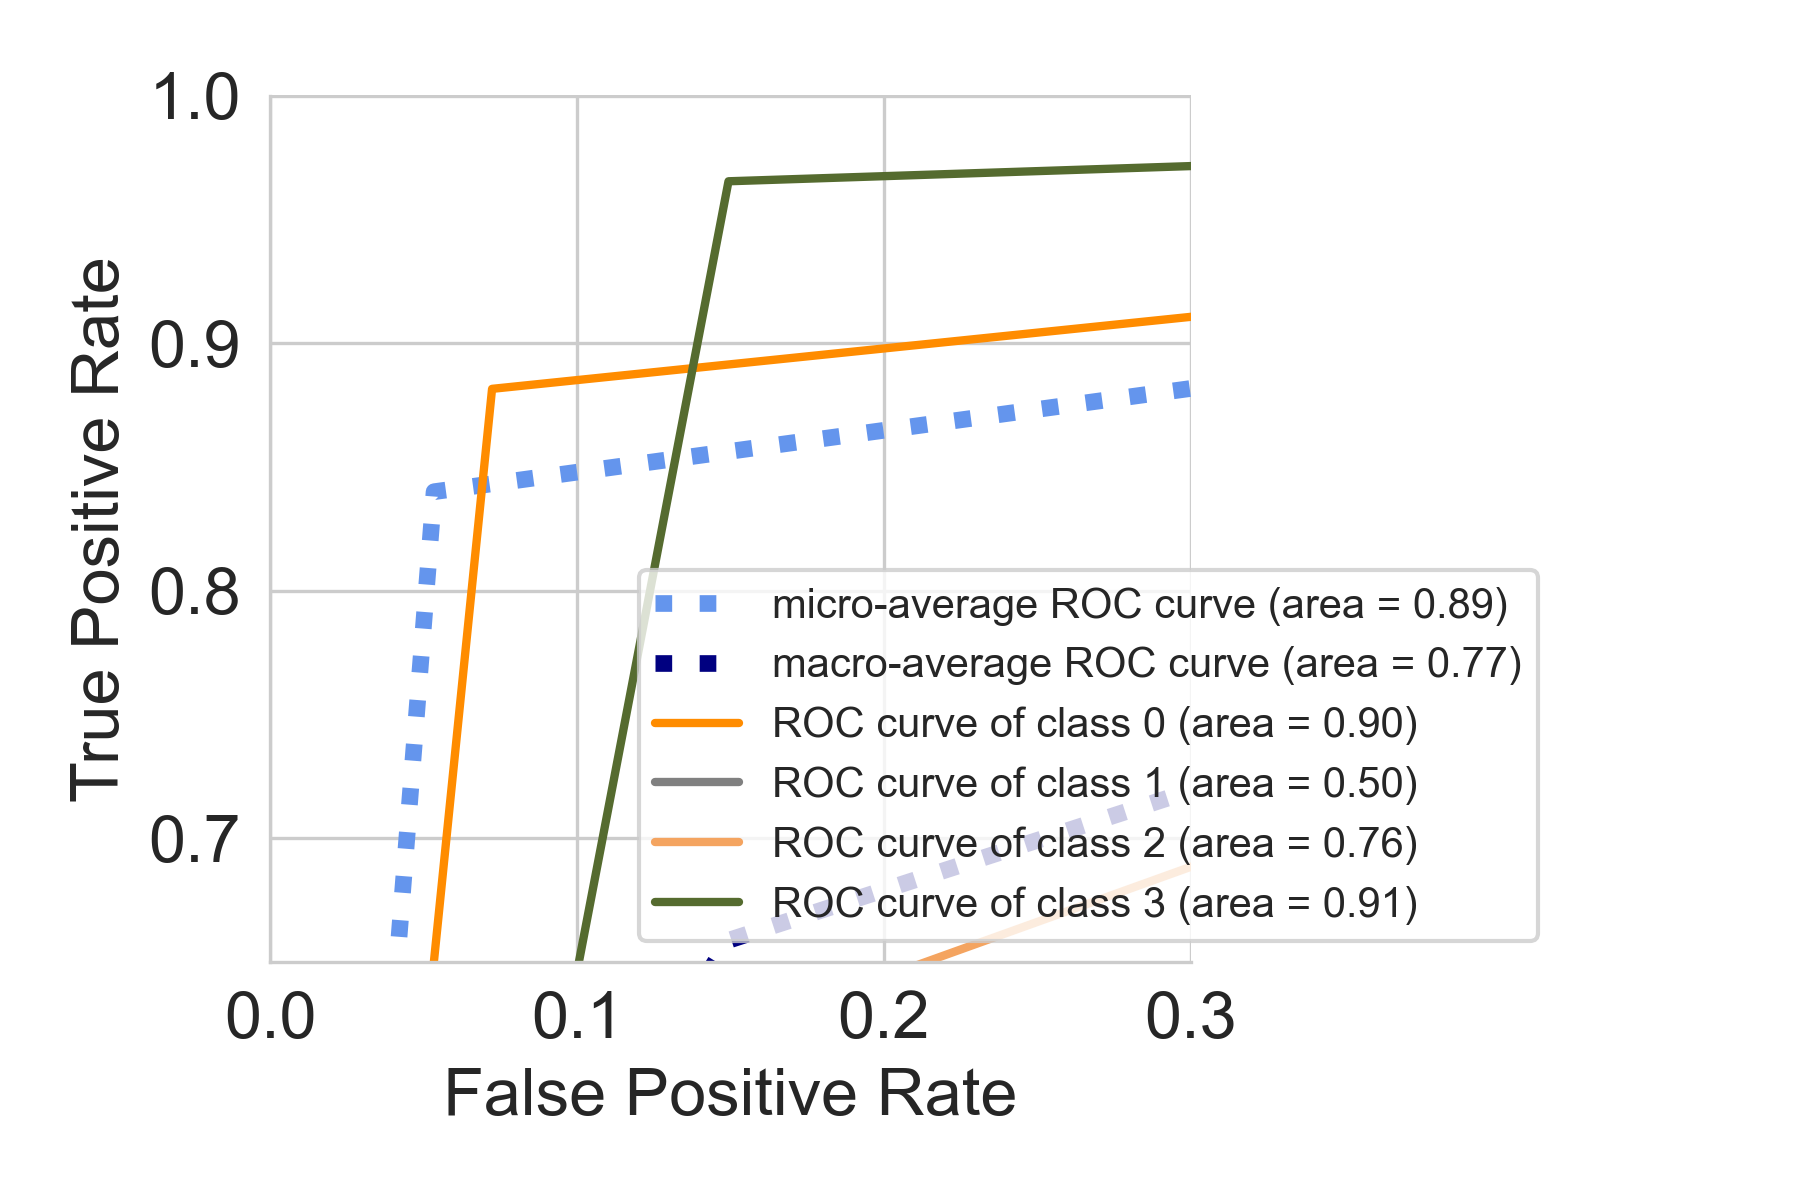 1.0
0.9
0.8
0.7
True Positive Rate
micro-average ROC curve (area = 0.89)
macro-average ROC curve (area = 0.77)
ROC curve of class 0 (area = 0.90)
ROC curve of class 1 (area = 0.50)
ROC curve of class 2 (area = 0.76)
ROC curve of class 3 (area = 0.91)
0.0 0.1 0.2 0.3
False Positive Rate